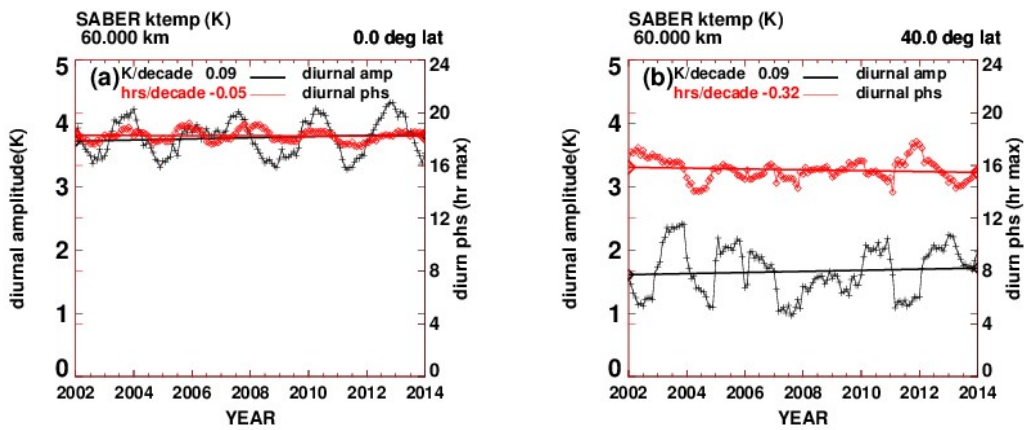 SABER ktemp (K)
60.000 km 0.0 deg lat
(a) K/decade 0.09 diurnal amp
hrs/decade -0.05 diurnal phs
5
4
3
2
1
0
24
20
16
12
8
4
0
diurnal amplitude(K)
diurn phs (hr max)
2002 2004 2006 2008 2010 2012 2014
YEAR
SABER ktemp (K)
60.000 km 40.0 deg lat
(b) K/decade 0.09 diurnal amp
hrs/decade -0.32 diurnal phs
5
4
3
2
1
0
24
20
16
12
8
4
0
diurnal amplitude(K)
diurn phs (hr max)
2002 2004 2006 2008 2010 2012 2014
YEAR